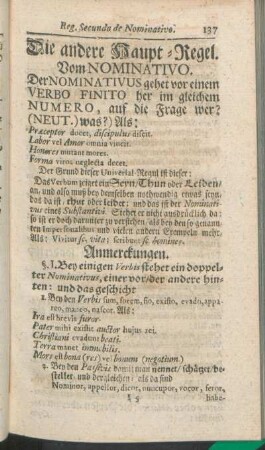 Reg. Secunda de Nominativo. 137
Die andere Haupt-Regel.
Vom NOMINATIVO.
Der NOMINATIVUS gehet vor einem
VERBO FINITO her im gleichem
NUMERO, auf die Frage wer?
(NEUT.) was?) Als:
Præceptor docet, discipulus discit.
Labor vel Amor omnia vincit.
Honores mutant mores.
Forma viros neglecta decet.
Der Grund dieser Universal-Regul ist dieser:
Das Verbum zeiget ein Seyn, Thun oder Leiden
an, und also muß bey demselben nothwendig etwas seyn,
das da ist, thut oder leidet; und das ist der Nominati-
vus eines Substantivi. Stehet er nicht ausdrücklich da:
so ist er doch darunter zu verstehen, als bey den so genan-
ten Impersonalibus und vielen andern Exempeln mehr.
Als: Vivitur sc. vita; scribunt sc. homines.
Anmerckungen.
§. 1. Bey einigen Verbis stehet ein doppel-
ter Nominativus, einer vor, der andere hin-
ten: und das geschicht
1. Bey den Verbis sum, forem, fio, existo, evado, appa-
reo, maneo, nascor. Als:
Ira est brevis furor.
Pater mihi existit auctor hujus rei.
Christiani evadunt beati.
Terra manet immobilis.
Mors est bona (res) vel bonum (negotium.)
2. Bey den Passivis womit man nennet, schätzet, be-
stellet, und dergleichen: als da sind
Nominor, appellor, dicor, nuncupor, vocor, feror,
habe-